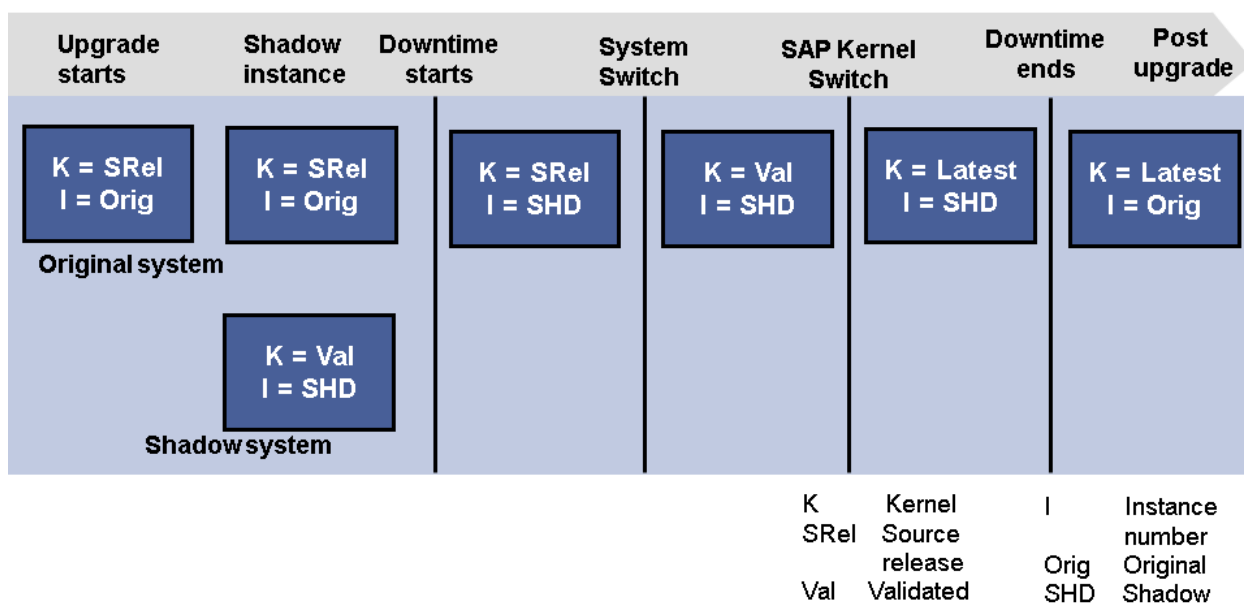 Upgrade
starts
Shadow
instance
Downtime
starts
System
Switch
SAP Kernel
Switch
Downtime
ends
Post
upgrade
K = SRel
I = Orig
K = SRel
I = Orig
K = SRel
I = SHD
K = Val
I = SHD
K = Latest
I = SHD
K = Latest
I = Orig
Original system
K = Val
I = SHD
Shadow system
K Kernel
SRel Source
release
Val Validated
I Instance
number
Orig Original
SHD Shadow